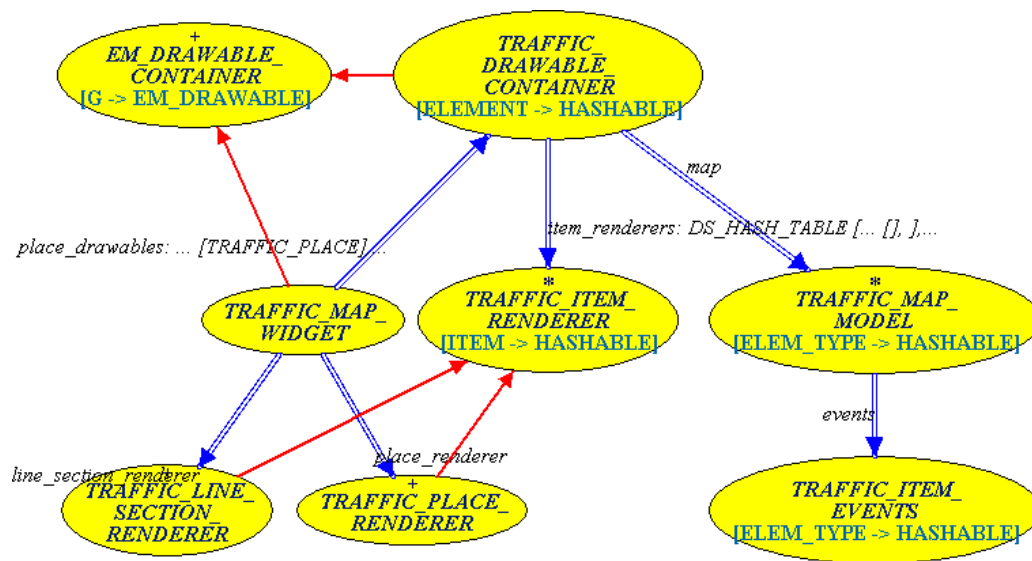 +
EM_DRAWABLE_
CONTAINER
[G -> EM_DRAWABLE]
TRAFFIC_
DRAWABLE_
CONTAINER
[ELEMENT -> HASHABLE]
map
place_drawables: ... [TRAFFIC_PLACE]...
item_renderers: DS_HASH_TABLE [... [], ],...
TRAFFIC_MAP_
WIDGET
*
TRAFFIC_ITEM_
RENDERER
[ITEM -> HASHABLE]
*
TRAFFIC_MAP_
MODEL
[ELEM_TYPE -> HASHABLE]
events
line_section_renderer
place_renderer
+
TRAFFIC_LINE_
SECTION_
RENDERER
+
TRAFFIC_PLACE_
RENDERER
TRAFFIC_ITEM_
EVENTS
[ELEM_TYPE -> HASHABLE]